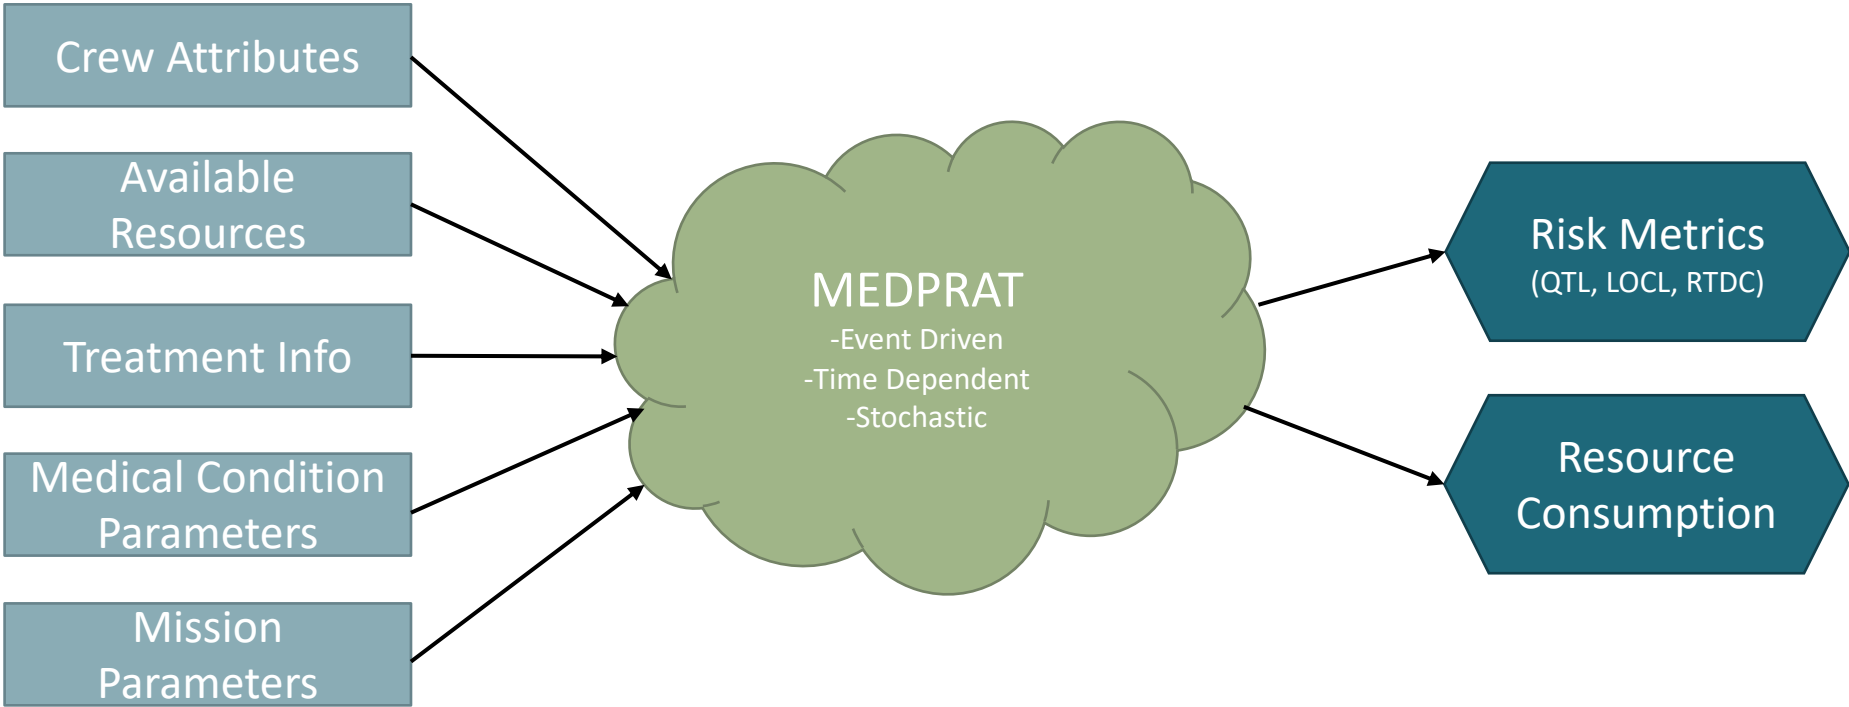 Crew Attributes
Available
Resources
Treatment Info
Medical Condition
Parameters
Mission
Parameters
MEDPRAT
-Event Driven
-Time Dependent
-Stochastic
Risk Metrics
(QTL, LOCL, RTDC)
Resource
Consumption